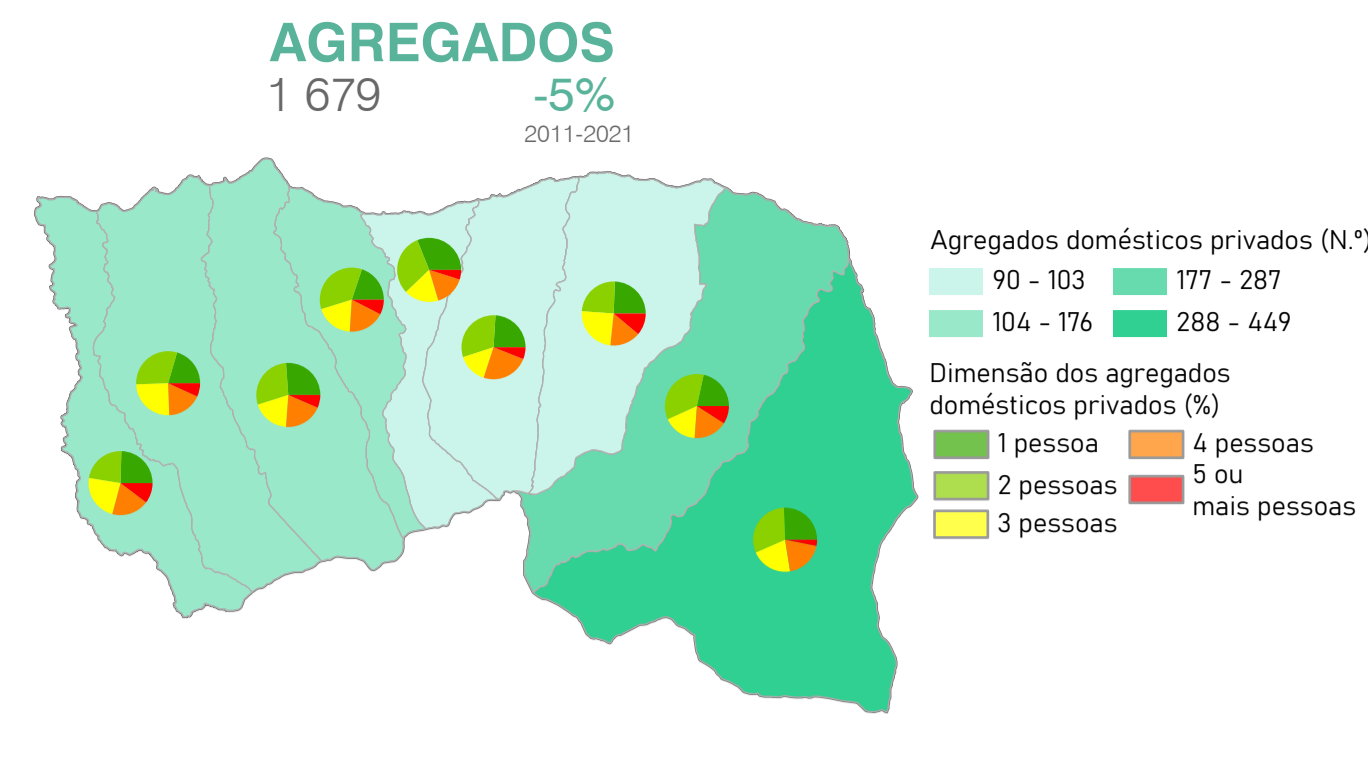 AGREGADOS
1 679
-5%
2011-2021
Agregados domésticos privados (N.º)
90 - 103
177 - 287
104 - 176
288 - 449
Dimensão dos agregados
domésticos privados (%)
1 pessoa
4 pessoas
2 pessoas
5 ou
mais pessoas
3 pessoas